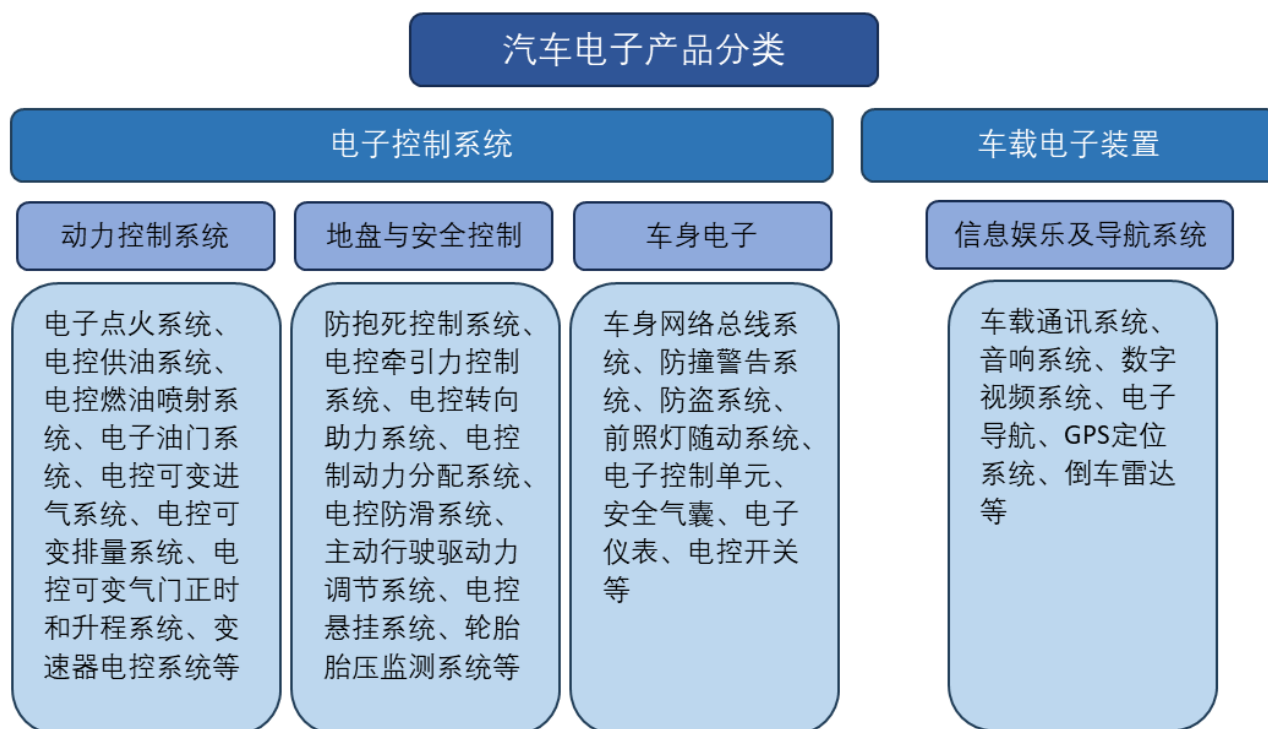 汽车电子产品分类
电子控制系统
车载电子装置
动力控制系统
地盘与安全控制
车身电子
信息娱乐及导航系统
电子点火系统、
电控供油系统、
电控燃油喷射系
统、电子油门系
统、电控可变进
气系统、电控可
变排量系统、电
控可变气门正时
和升程系统、变
速器电控系统等
防抱死控制系统、
电控牵引力控制
系统、电控转向
助力系统、电控
制动力分配系统、
电控防滑系统、
主动行驶驱动力
调节系统、电控
悬挂系统、轮胎
胎压监测系统等
车身网络总线系
统、防撞警告系
统、防盗系统、
前照灯随动系统、
电子控制单元、
安全气囊、电子
仪表、电控开关
等
车载通讯系统、
音响系统、数字
视频系统、电子
导航、GPS定位
系统、倒车雷达
等